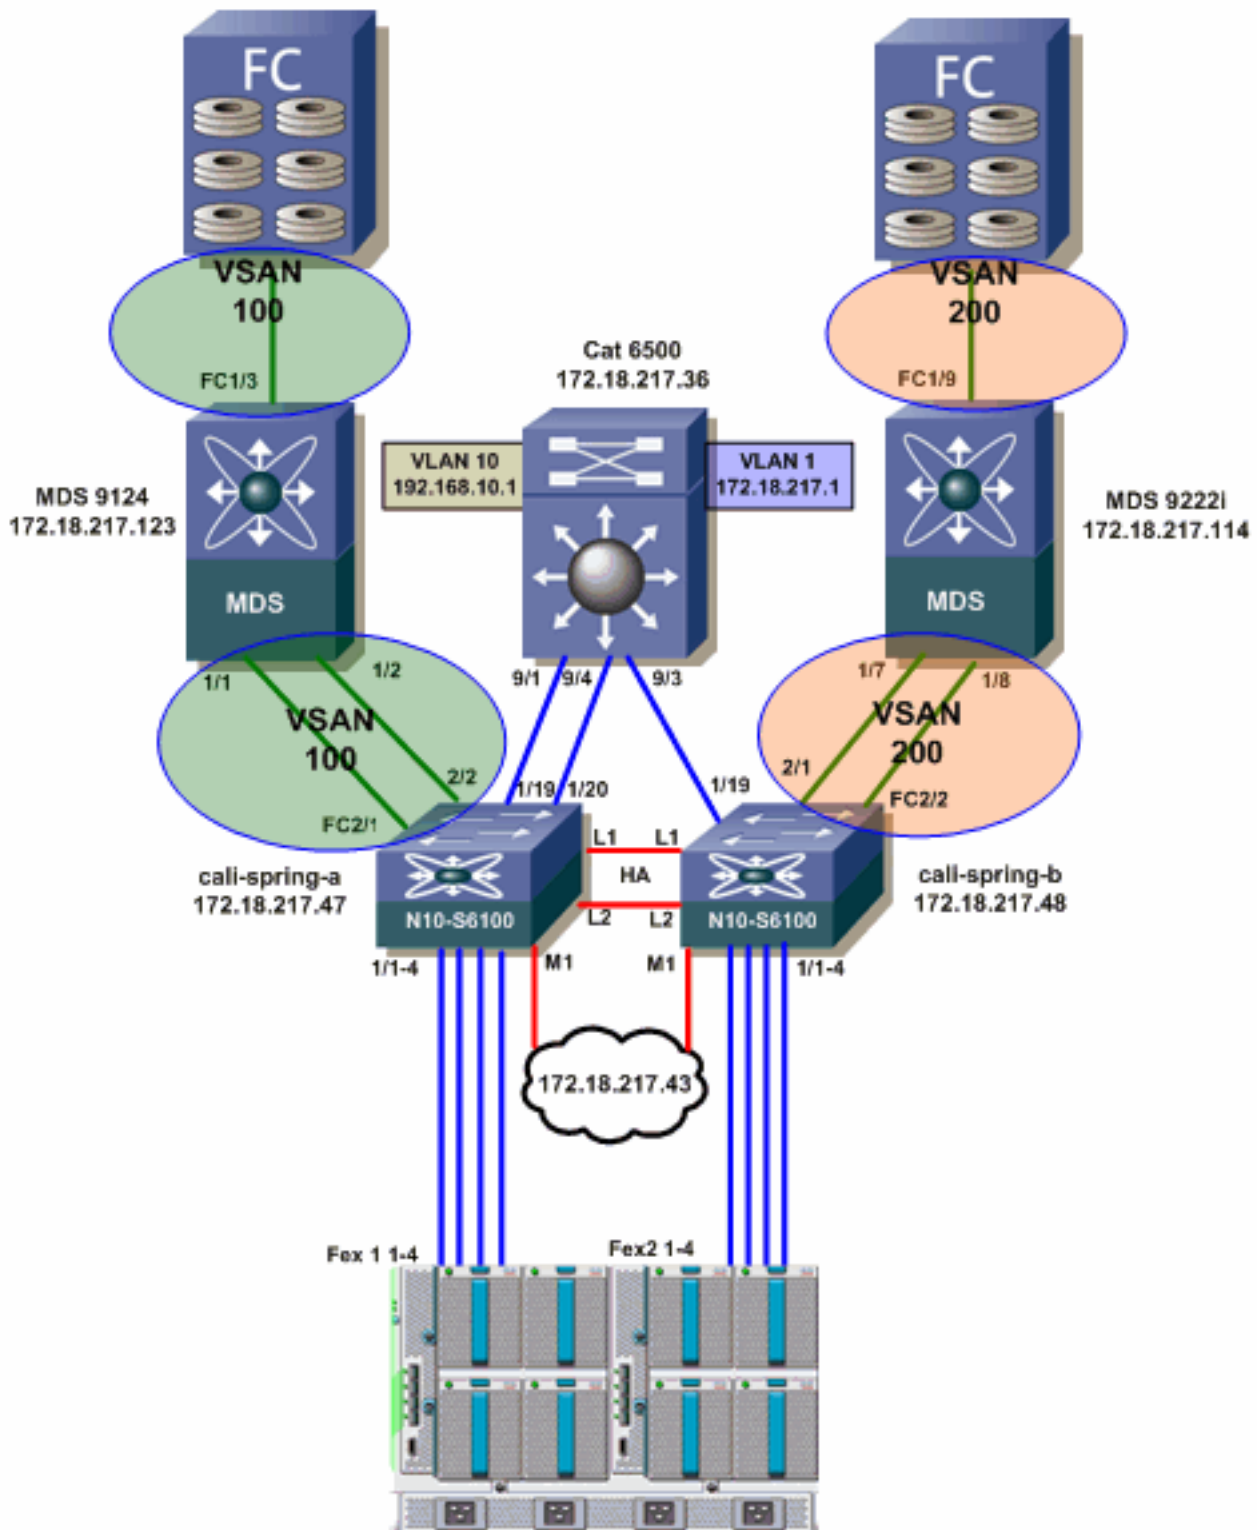 FC
FC
VSAN
100
VSAN
200
FC1/3
Cat 6500
172.18.217.36
FC1/9
VLAN 10
192.168.10.1
VLAN 1
172.18.217.1
MDS 9124
172.18.217.123
MDS 9222i
172.18.217.114
MDS
MDS
1/1
1/2
9/1
9/4
9/3
1/7
1/8
VSAN
100
VSAN
200
2/2
1/19
1/20
1/19
2/1
FC2/1
FC2/2
L1
L1
cali-spring-a
172.18.217.47
HA
cali-spring-b
172.18.217.48
N10-S6100
L2
L2
N10-S6100
1/1-4
M1
M1
1/1-4
172.18.217.43
Fex 1 1-4
Fex2 1-4